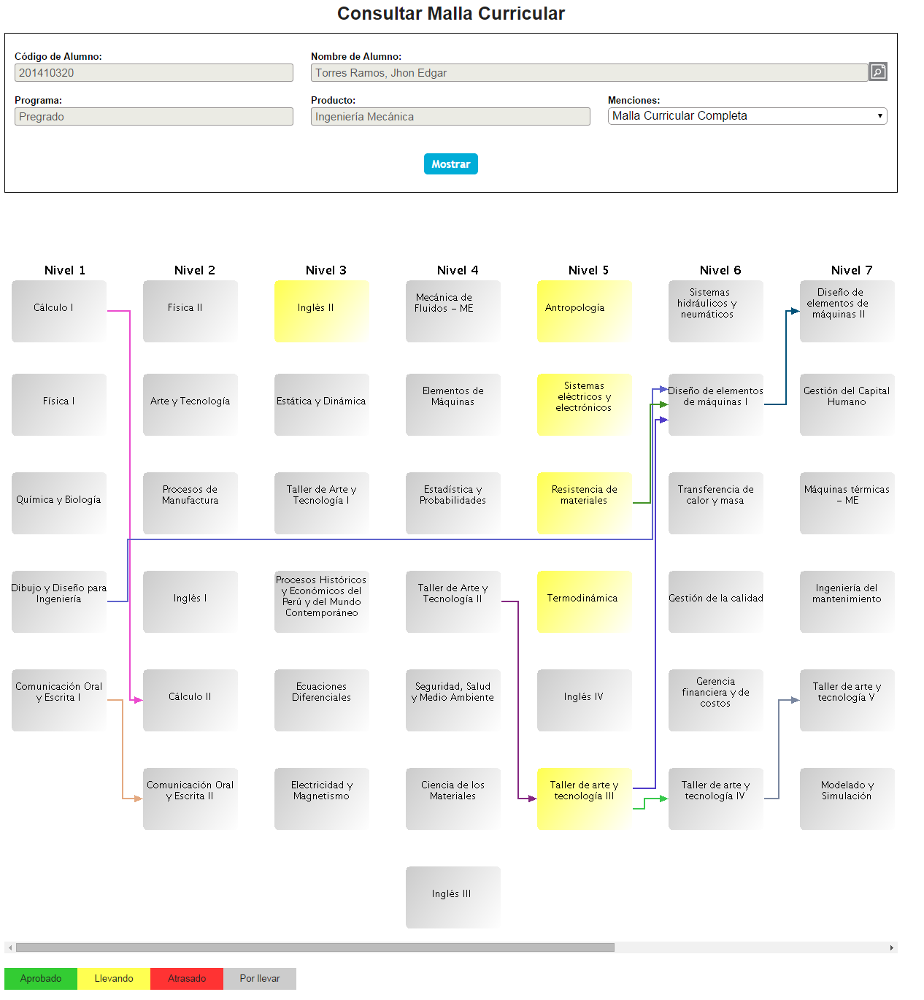 Consultar Malla Curricular
Código de Alumno:
Nombre de Alumno:
201410320
Torres Ramos, Jhon Edgar
Programa:
Producto:
Menciones:
Pregrado
Ingeniería Mecánica
Malla Curricular Completa
Mostrar
Nivel 1
Nivel 2
Nivel 3
Nivel 4
Nivel 5
Nivel 6
Nivel 7
Cálculo I
Física II
Inglés II
Mecánica de
Fluidos - ME
Antropología
Sistemas
hidráulicos y
neumáticos
Diseño de
elementos de
máquinas II
Física I
Arte y Tecnología
Estática y Dinámica
Elementos de
Máquinas
Sistemas
eléctricos y
electrónicos
Diseño de elementos
de máquinas I
Gestión del Capital
Humano
Química y Biología
Procesos de
Manufactura
Taller de Arte y
Tecnología I
Estadística y
Probabilidades
Resistencia de
materiales
Transferencia de
calor y masa
Máquinas térmicas
- ME
Dibujo y Diseño para
Ingeniería
Inglés I
Procesos Históricos
y Económicos del
Perú y del Mundo
Contemporáneo
Taller de Arte y
Tecnología II
Termodinámica
Gestión de la calidad
Ingeniería del
mantenimiento
Comunicación Oral
y Escrita I
Cálculo II
Ecuaciones
Diferenciales
Seguridad, Salud
y Medio Ambiente
Inglés IV
Gerencia
financiera y de
costos
Taller de arte y
tecnología V
Comunicación Oral
y Escrita II
Electricidad y
Magnetismo
Ciencia de los
Materiales
Taller de arte y
tecnología III
Taller de arte y
tecnología IV
Modelado y
Simulación
Inglés III
Aprobado
Llevando
Atrasado
Por llevar